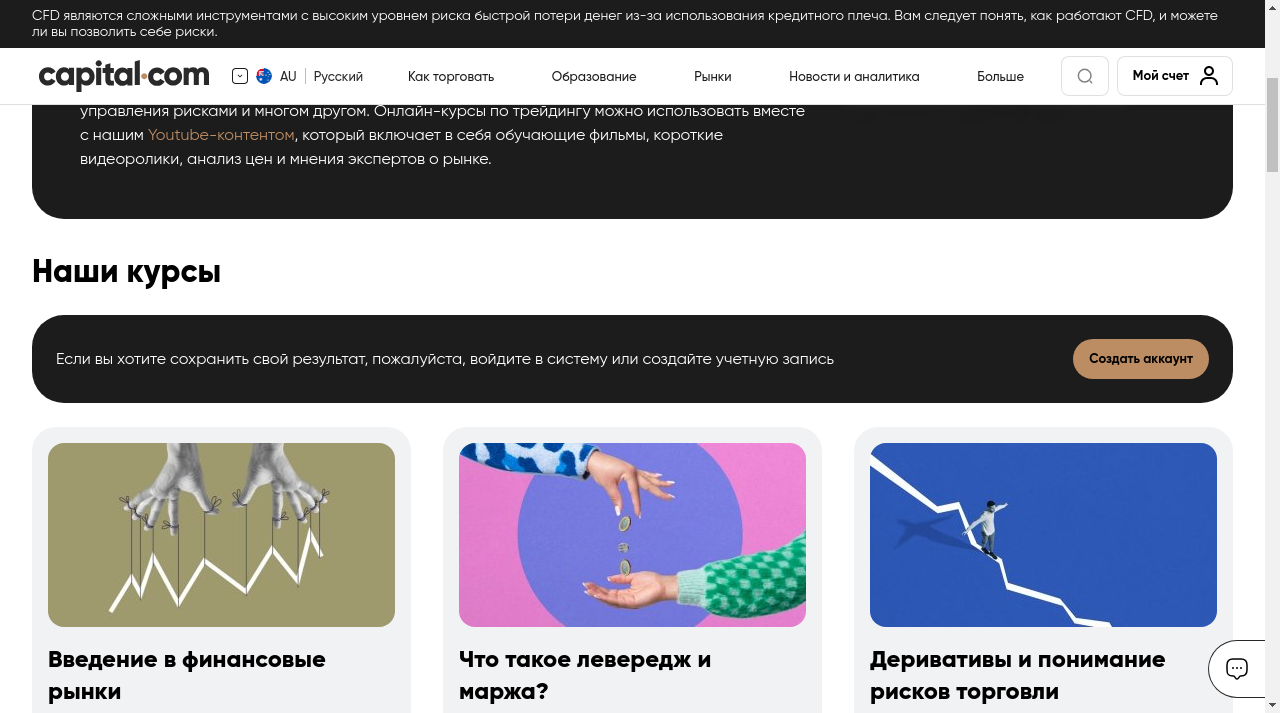 CFD являются сложными инструментами с высоким уровнем риска быстрой потери денег из-за использования кредитного плеча. Вам следует понять, как работают CFD, и можете
ли вы позволить себе риски.
capital.com
AU
Русский
Как торговать
Образование
Рынки
Новости и аналитика
Больше
Мой счет
управления рисками и многом другом. Онлайн-курсы по трейдингу можно использовать вместе
с нашим Youtube-контентом, который включает в себя обучающие фильмы, короткие
видеоролики, анализ цен и мнения экспертов о рынке.
Наши курсы
Если вы хотите сохранить свой результат, пожалуйста, войдите в систему или создайте учетную запись
Создать аккаунт
Введение в финансовые
рынки
Что такое левередж и
маржа?
Деривативы и понимание
рисков торговли